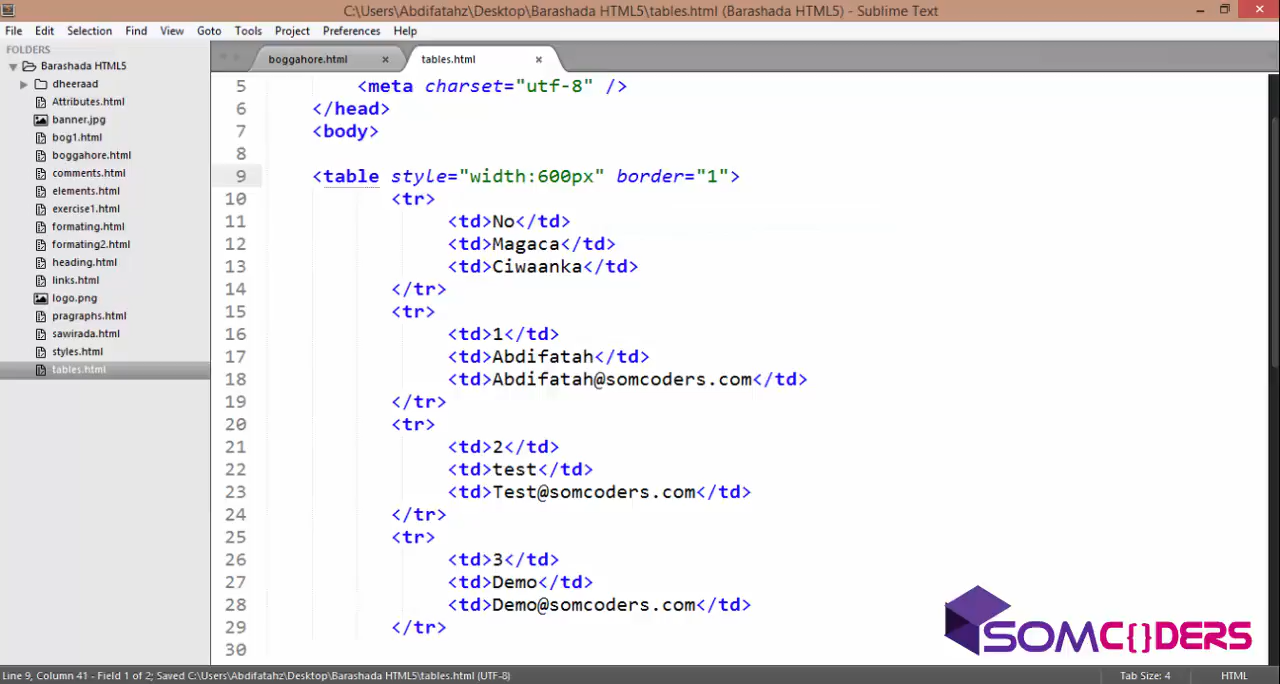 C:\Users\Abdifatahz\Desktop\Barashada HTML5\tables.html (Barashada HTML5) - Sublime Text
File Edit Selection Find View Goto Tools Project Preferences Help
FOLDERS
Barashada HTML5
dheeraad
Attributes.html
banner.jpg
bog1.html
boggahore.html
comments.html
elements.html
exercise1.html
formating.html
formating2.html
heading.html
links.html
logo.png
pragraphs.html
sawirada.html
styles.html
tables.html
boggahore.html × tables.html ×
5 <meta charset="utf-8" />
6 </head>
7 <body>
8
9 <table style="width:600px" border="1">
10 <tr>
11 <td>No</td>
12 <td>Magaca</td>
13 <td>Ciwaanka</td>
14 </tr>
15 <tr>
16 <td>1</td>
17 <td>Abdifatah</td>
18 <td>Abdifatah@somcoders.com</td>
19 </tr>
20 <tr>
21 <td>2</td>
22 <td>test</td>
23 <td>Test@somcoders.com</td>
24 </tr>
25 <tr>
26 <td>3</td>
27 <td>Demo</td>
28 <td>Demo@somcoders.com</td>
29 </tr>
30
SOMC{}DERS
Line 9, Column 41 - Field 1 of 2; Saved C:\Users\Abdifatahz\Desktop\Barashada HTML5\tables.html (UTF-8) Tab Size: 4 HTML